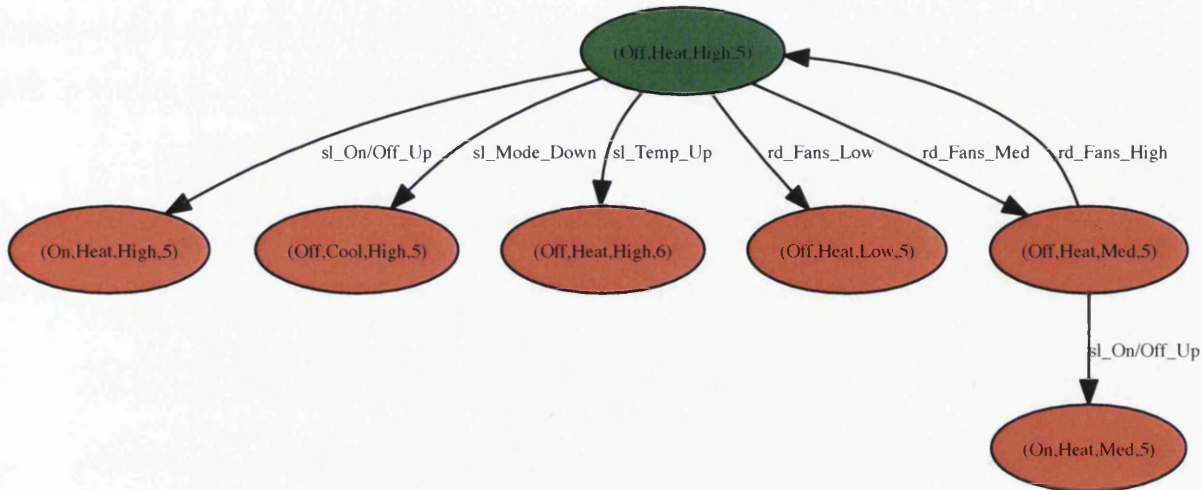 (Off,Heat,High,5)
sl_On/Off_Up
sl_Mode_Down
sl_Temp_Up
rd_Fans_Low
rd_Fans_Med
rd_Fans_High
(On,Heat,High,5)
(Off,Cool,High,5)
(Off,Heat,High,6)
(Off,Heat,Low,5)
(Off,Heat,Med,5)
sl_On/Off_Up
(On,Heat,Med,5)